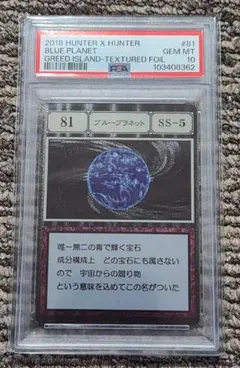 2018 HUNTER X HUNTER #81
BLUE PLANET GEM MT
GREED ISLAND-TEXTURED FOIL 10
PSA 103408362
81 ブループラネット SS-5
唯一無二の青で輝く宝石
成分構成上 どの宝石にも属さない
ので 宇宙からの贈り物
という意味を込めてこの名がついた